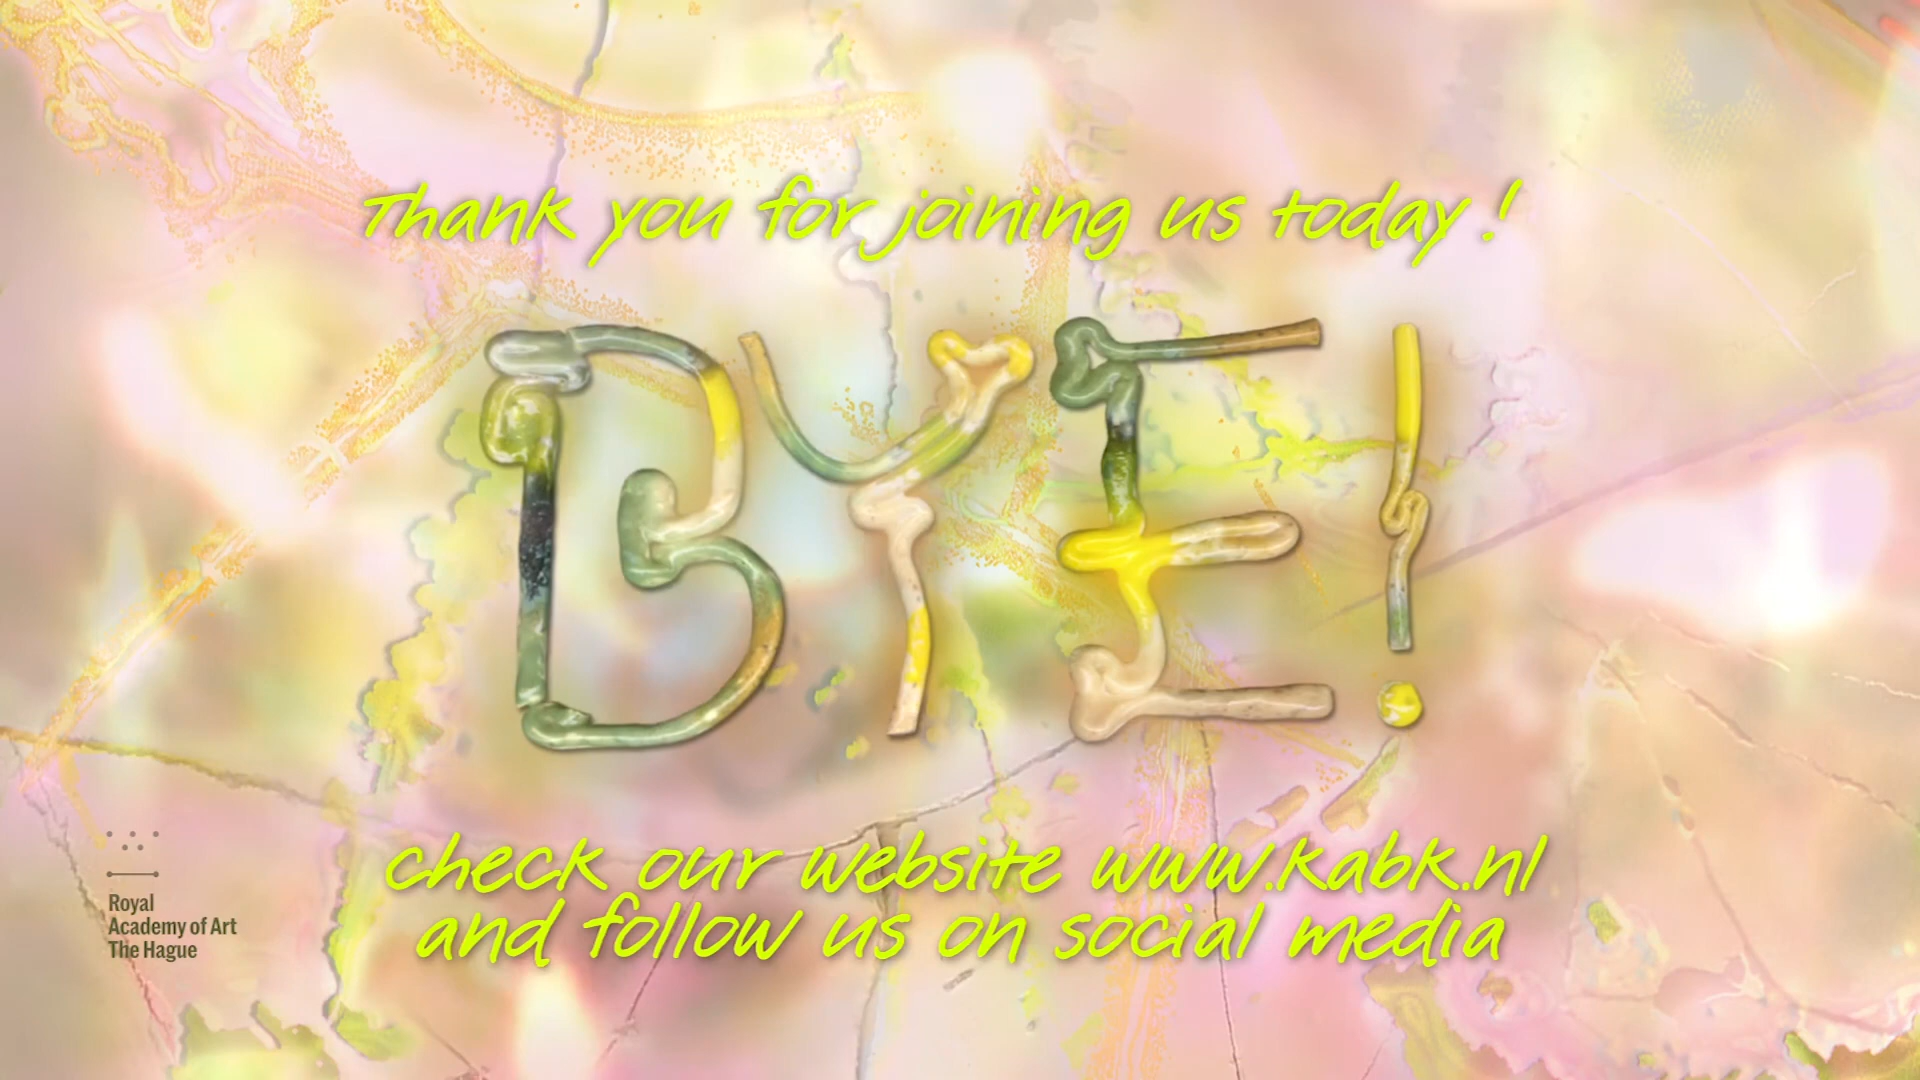 Thank you for joining us today !
BYE!
check our website www.kabk.nl
and follow us on social media
Royal
Academy of Art
The Hague